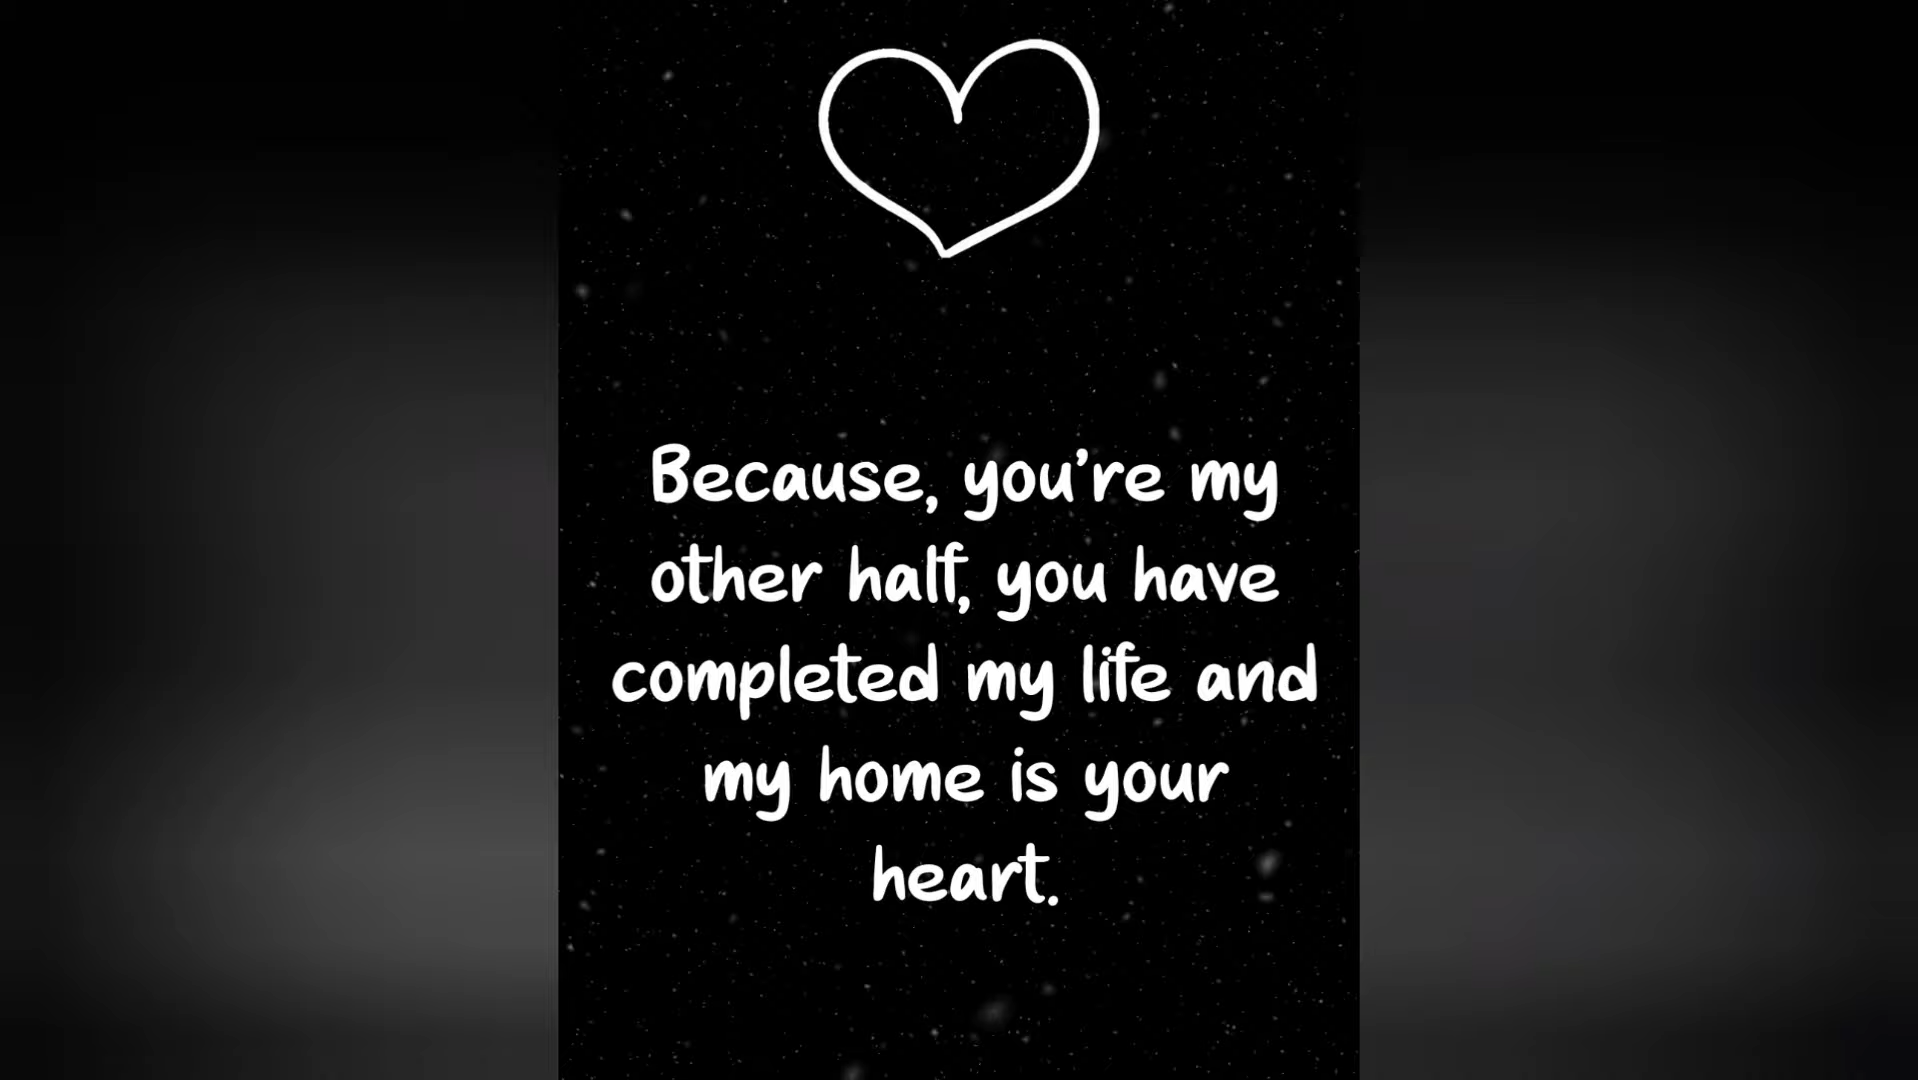 Because, you're my
other half, you have
completed my life and
my home is your
heart.